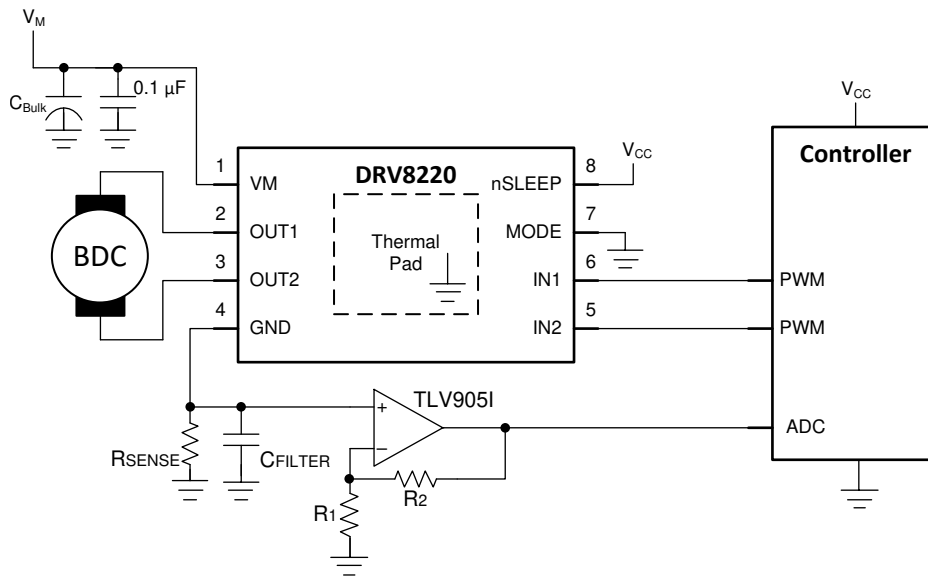 VM
CBulk
0.1 µF
VCC
Controller
DRV8220
1
VM
nSLEEP
8
VCC
2
OUT1
MODE
7
BDC
Thermal
Pad
3
OUT2
IN1
6
PWM
4
GND
IN2
5
PWM
TLV905I
+
−
ADC
RSENSE
CFILTER
R2
R1